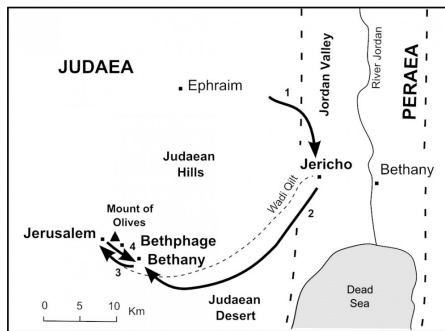 JUDAEA
Ephraim
1
Jordan Valley
River Jordan
PERAEA
Judaean
Hills
Jericho
Bethany
Wadi Qilt
2
Mount of
Olives
Jerusalem
4
Bethphage
Bethany
3
Judaean
Desert
Dead
Sea
0 10 Km